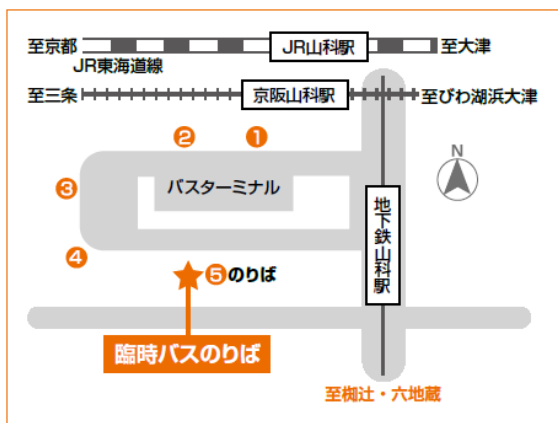 至京都
JR山科駅
至大津
JR東海道線
至三条
京阪山科駅
至びわ湖浜大津
N
❷
❶
❸
バスターミナル
地下鉄山科駅
❹
❺のりば
臨時バスのりば
至椥辻・六地蔵